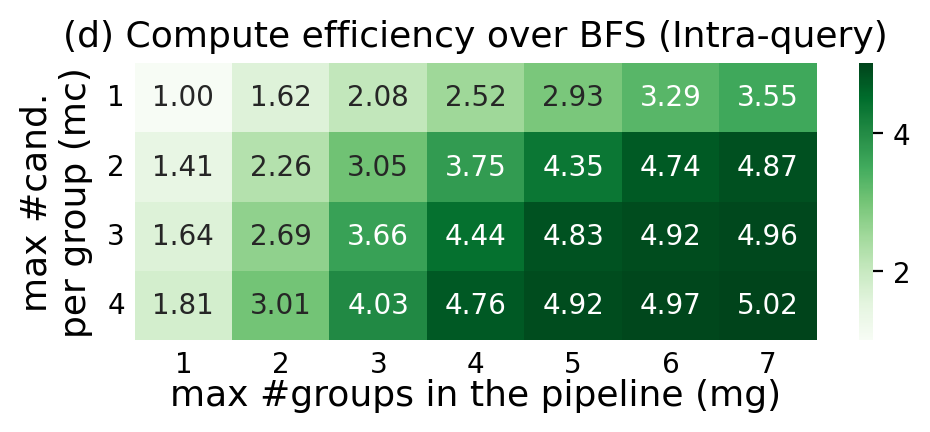 (d) Compute efficiency over BFS (Intra-query)
max #cand.
per group (mc)
1 1.00 1.62 2.08 2.52 2.93 3.29 3.55
2 1.41 2.26 3.05 3.75 4.35 4.74 4.87
3 1.64 2.69 3.66 4.44 4.83 4.92 4.96
4 1.81 3.01 4.03 4.76 4.92 4.97 5.02
1 2 3 4 5 6 7
max #groups in the pipeline (mg)
4
2